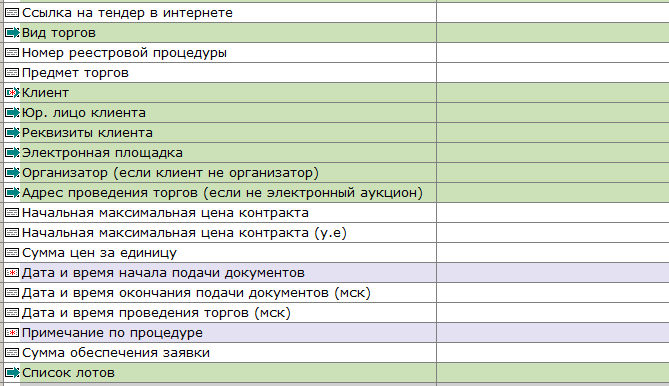 Ссылка на тендер в интернете
Вид торгов
Номер реестровой процедуры
Предмет торгов
Клиент
Юр. лицо клиента
Реквизиты клиента
Электронная площадка
Организатор (если клиент не организатор)
Адрес проведения торгов (если не электронный аукцион)
Начальная максимальная цена контракта
Начальная максимальная цена контракта (у.е)
Сумма цен за единицу
Дата и время начала подачи документов
Дата и время окончания подачи документов (мск)
Дата и время проведения торгов (мск)
Примечание по процедуре
Сумма обеспечения заявки
Список лотов